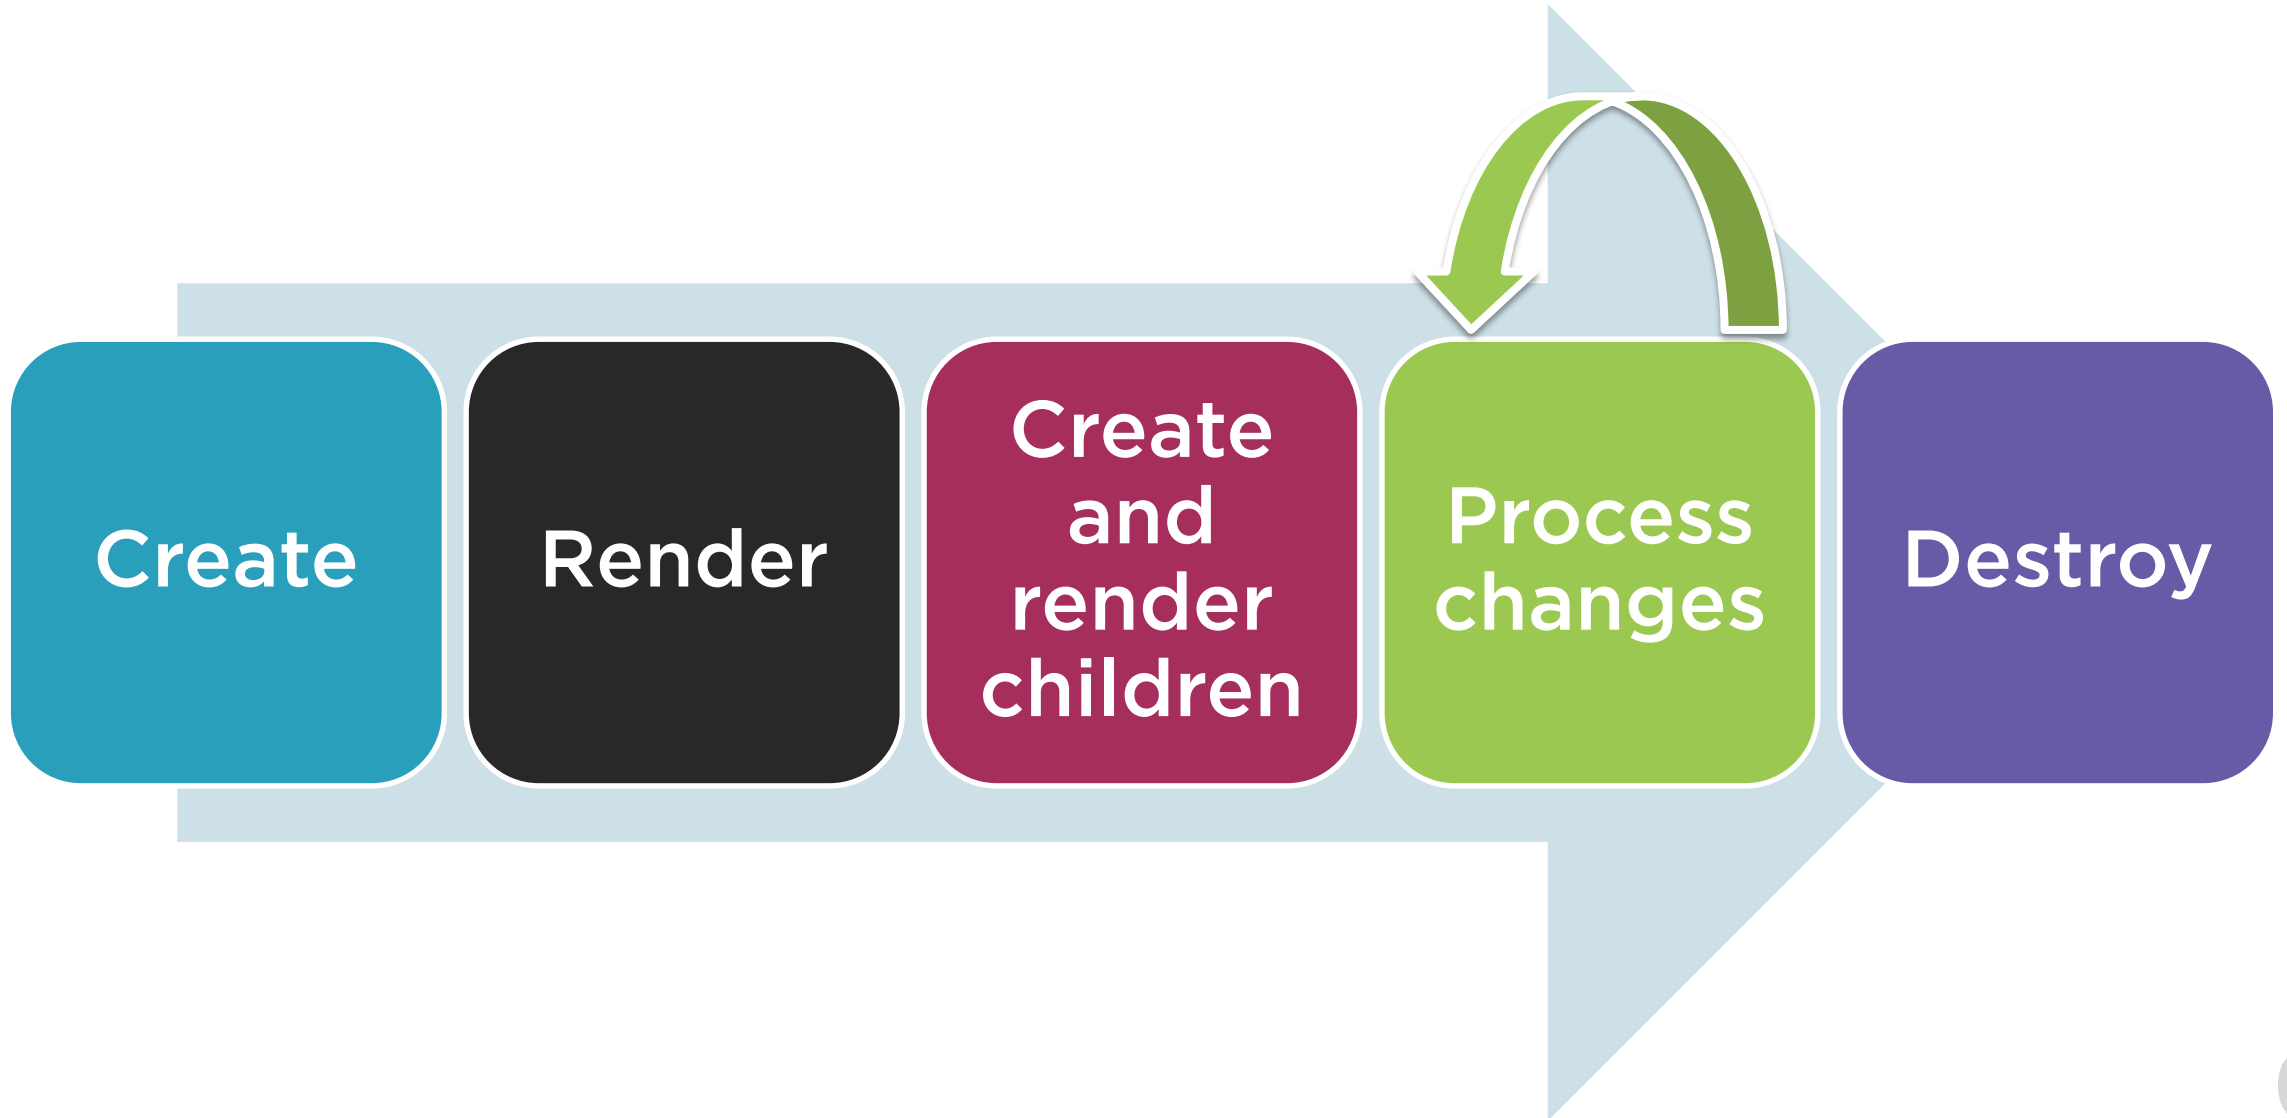 Create
Render
Create
and
render
children
Process
changes
Destroy